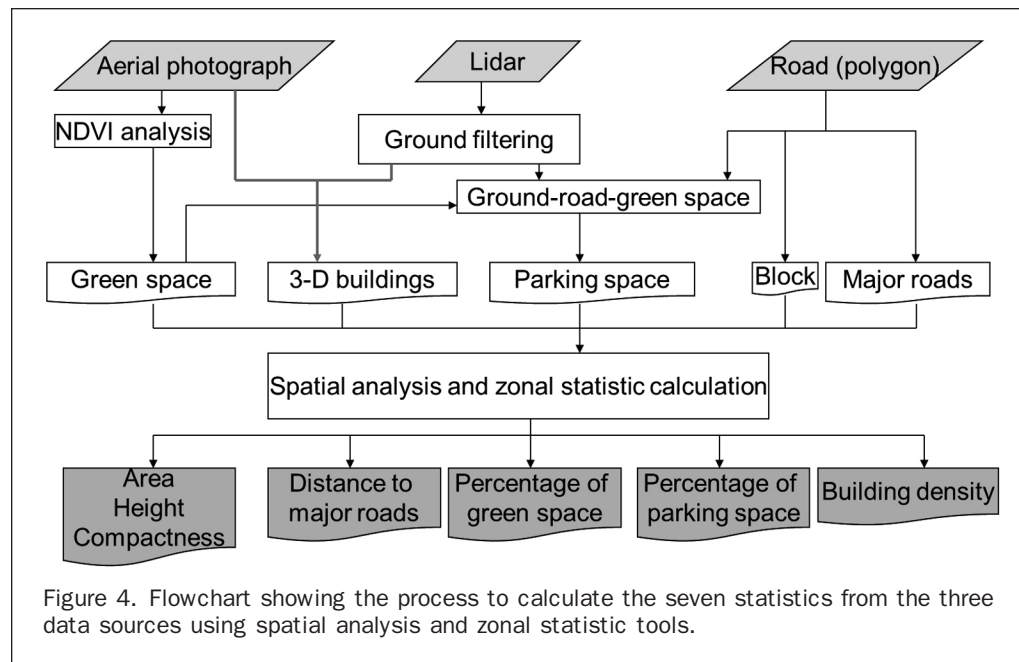 Aerial photograph
Lidar
Road (polygon)
NDVI analysis
Ground filtering
Ground-road-green space
Green space
3-D buildings
Parking space
Block
Major roads
Spatial analysis and zonal statistic calculation
Area
Height
Compactness
Distance to
major roads
Percentage of
green space
Percentage of
parking space
Building density
Figure 4. Flowchart showing the process to calculate the seven statistics from the three
data sources using spatial analysis and zonal statistic tools.